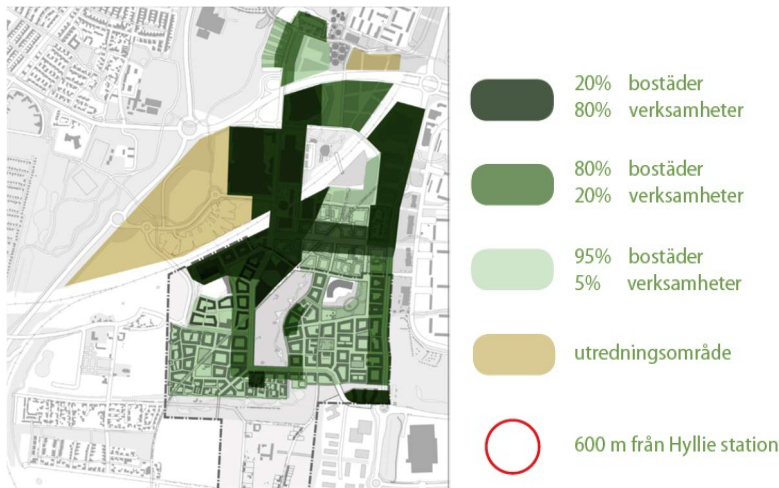 20% bostäder
80% verksamheter
80% bostäder
20% verksamheter
95% bostäder
5% verksamheter
utredningsområde
600 m från Hyllie station